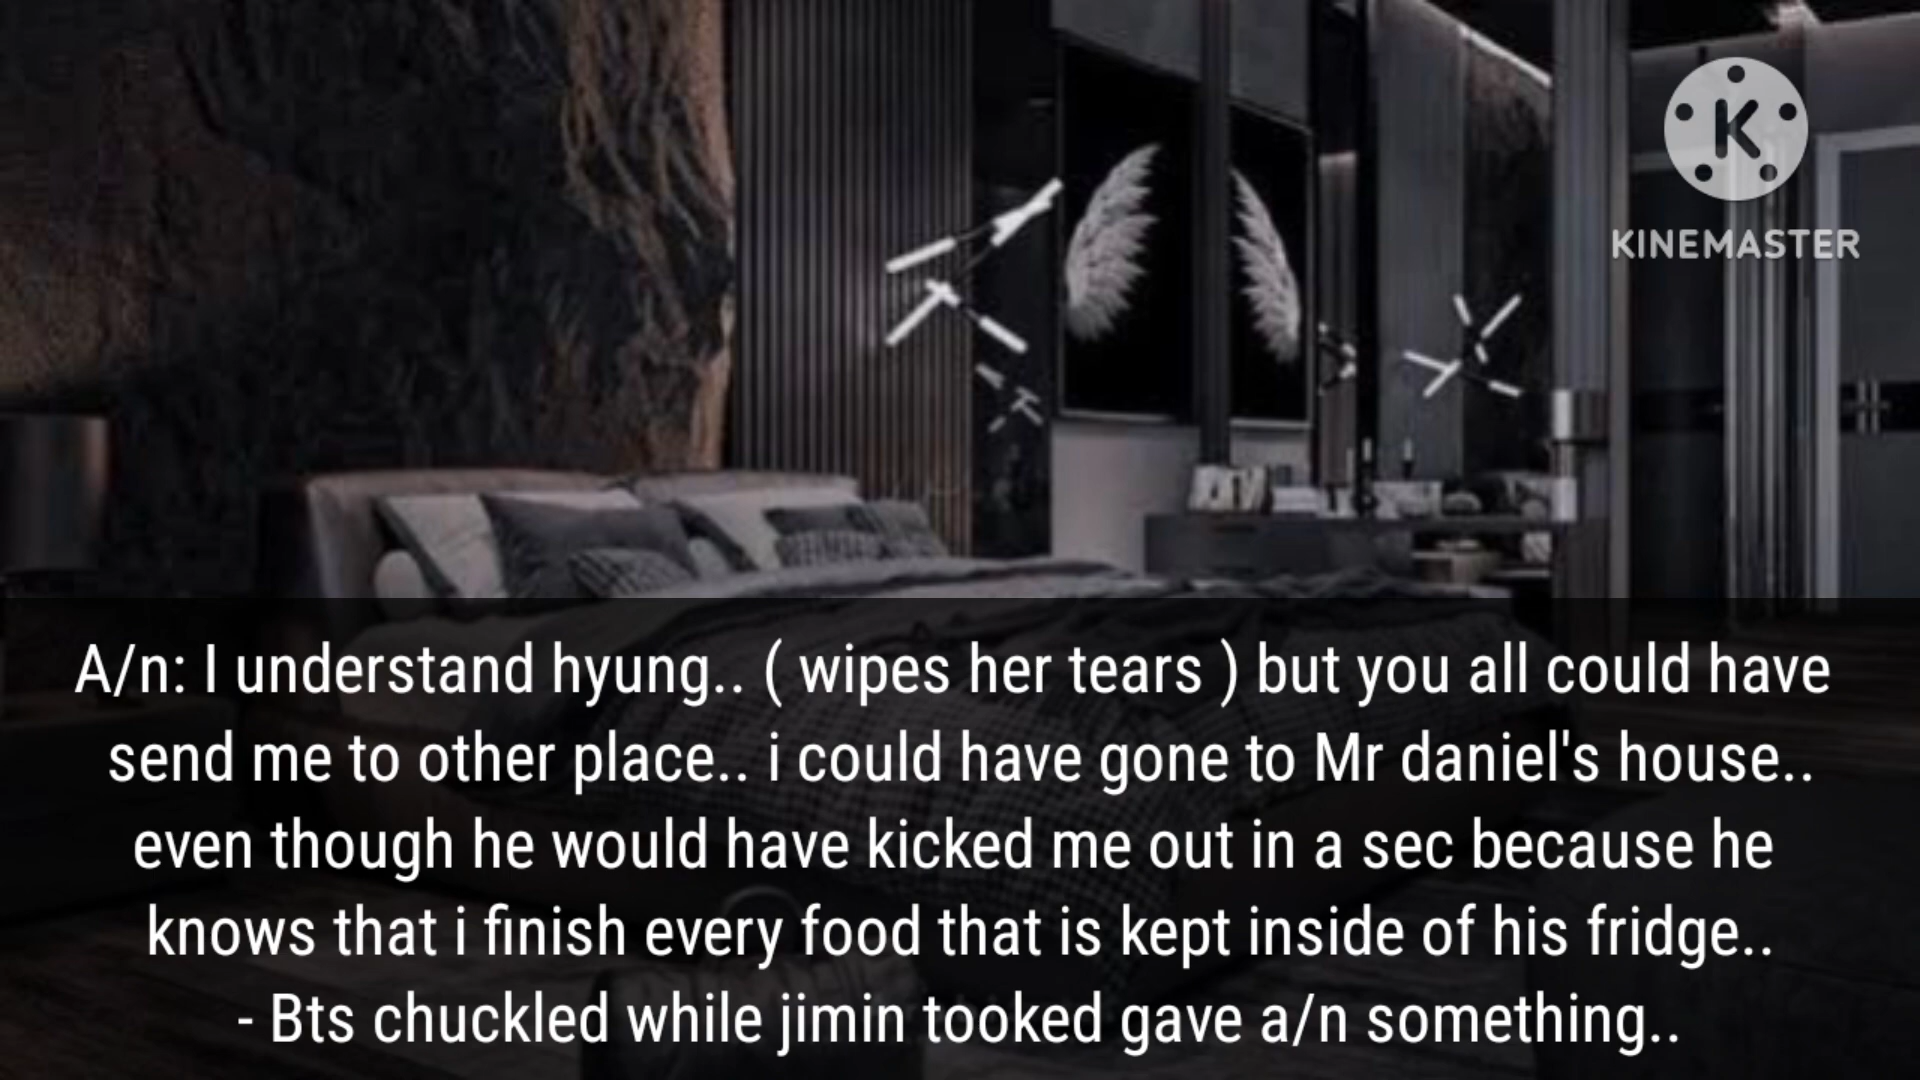 K
KINEMASTER
A/n: I understand hyung.. ( wipes her tears ) but you all could have
send me to other place.. i could have gone to Mr daniel's house..
even though he would have kicked me out in a sec because he
knows that i finish every food that is kept inside of his fridge..
- Bts chuckled while jimin tooked gave a/n something..